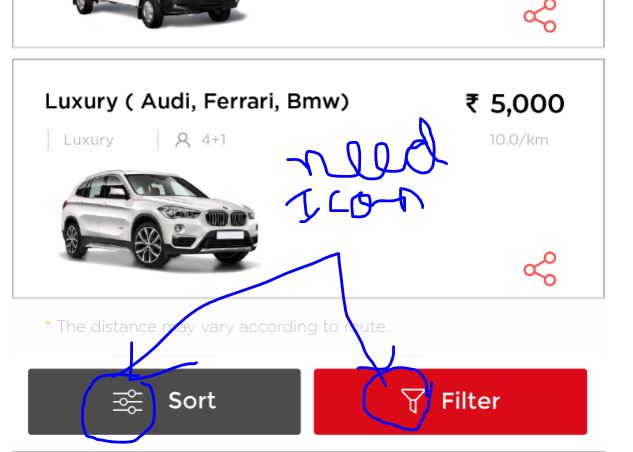 Luxury ( Audi, Ferrari, Bmw)
₹ 5,000
Luxury
4+1
10.0/km
need
Icon
* The distance may vary according to route.
Sort
Filter